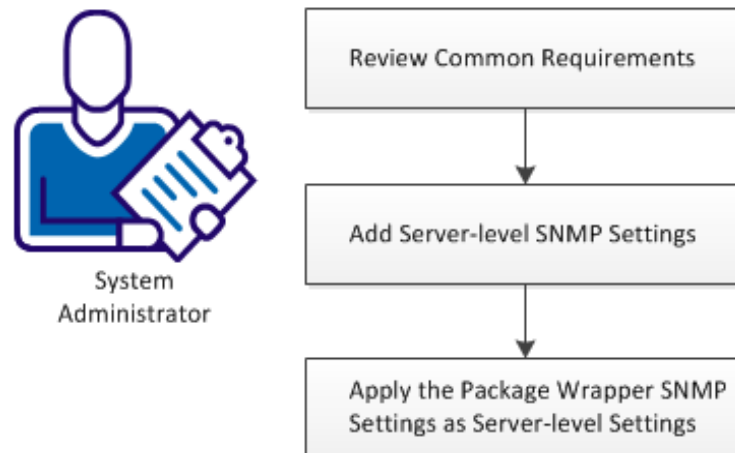 Review Common Requirements
Add Server-level SNMP Settings
System
Administrator
Apply the Package Wrapper SNMP
Settings as Server-level Settings